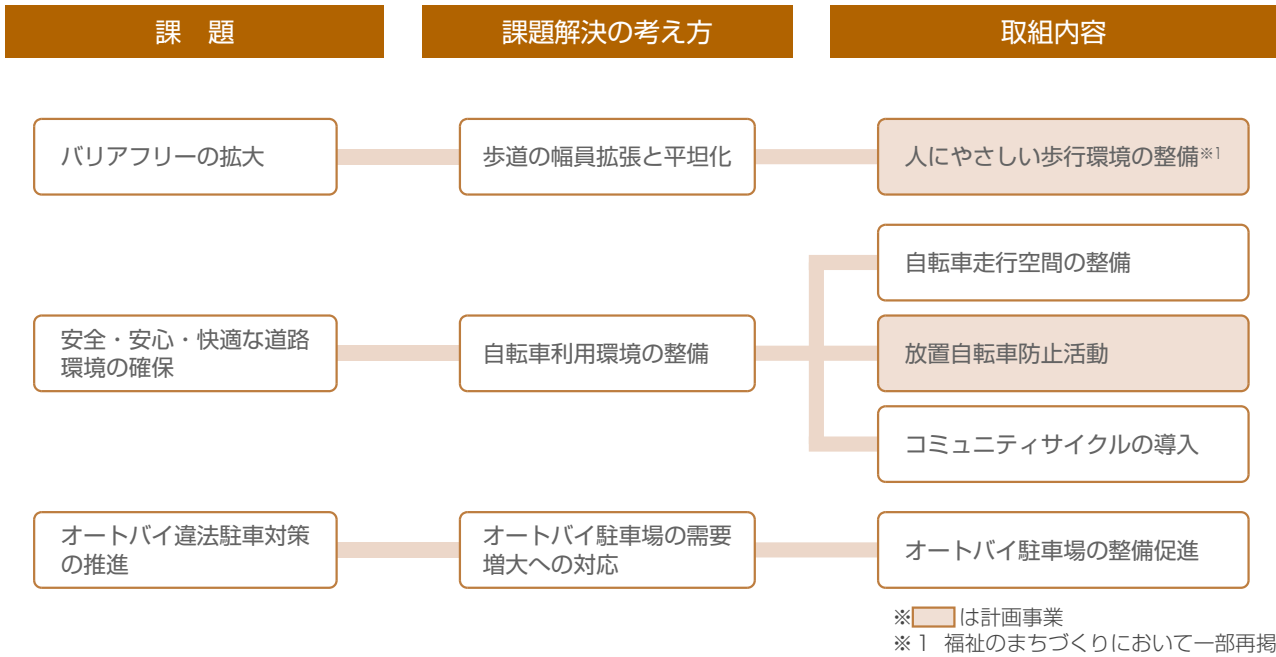 課　題
課題解決の考え方
取組内容
バリアフリーの拡大
歩道の幅員拡張と平坦化
人にやさしい歩行環境の整備※1
自転車走行空間の整備
安全・安心・快適な道路
環境の確保
自転車利用環境の整備
放置自転車防止活動
コミュニティサイクルの導入
オートバイ違法駐車対策
の推進
オートバイ駐車場の需要
増大への対応
オートバイ駐車場の整備促進
※　　は計画事業
※1　福祉のまちづくりにおいて一部再掲